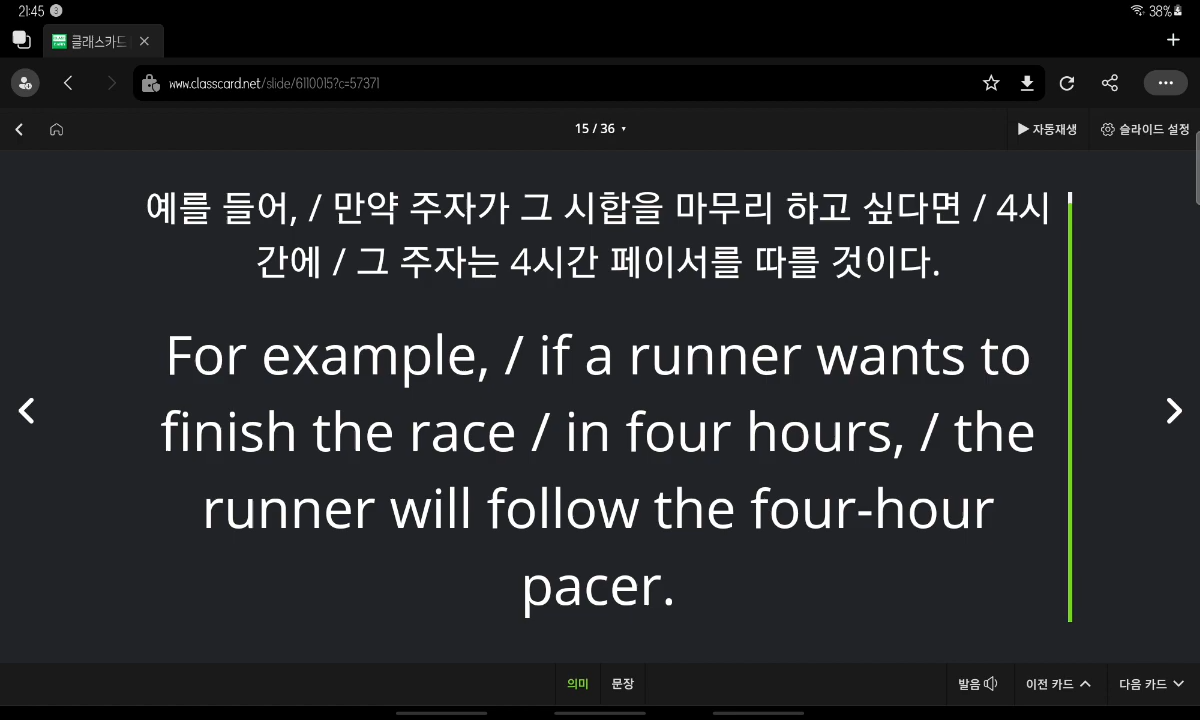 21:45 3 38%
클래스카드
www.classcard.net/slide/6110015?c=57371
15 / 36
자동재생 슬라이드 설정
예를 들어, / 만약 주자가 그 시합을 마무리 하고 싶다면 / 4시
간에 / 그 주자는 4시간 페이서를 따를 것이다.
For example, / if a runner wants to
finish the race / in four hours, / the
runner will follow the four-hour
pacer.
의미 문장 발음 이전 카드 다음 카드